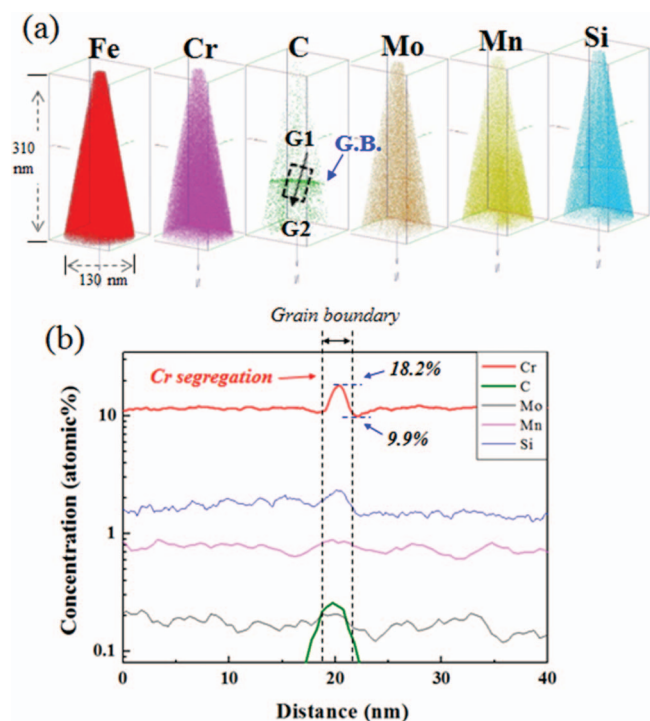 (a)
Fe Cr C Mo Mn Si
310
nm
G1
G.B.
G2
130 nm
Grain boundary
(b)
Cr segregation
18.2%
9.9%
Cr
C
Mo
Mn
Si
Concentration (atomic%)
10
1
0.1
0 10 20 30 40
Distance (nm)